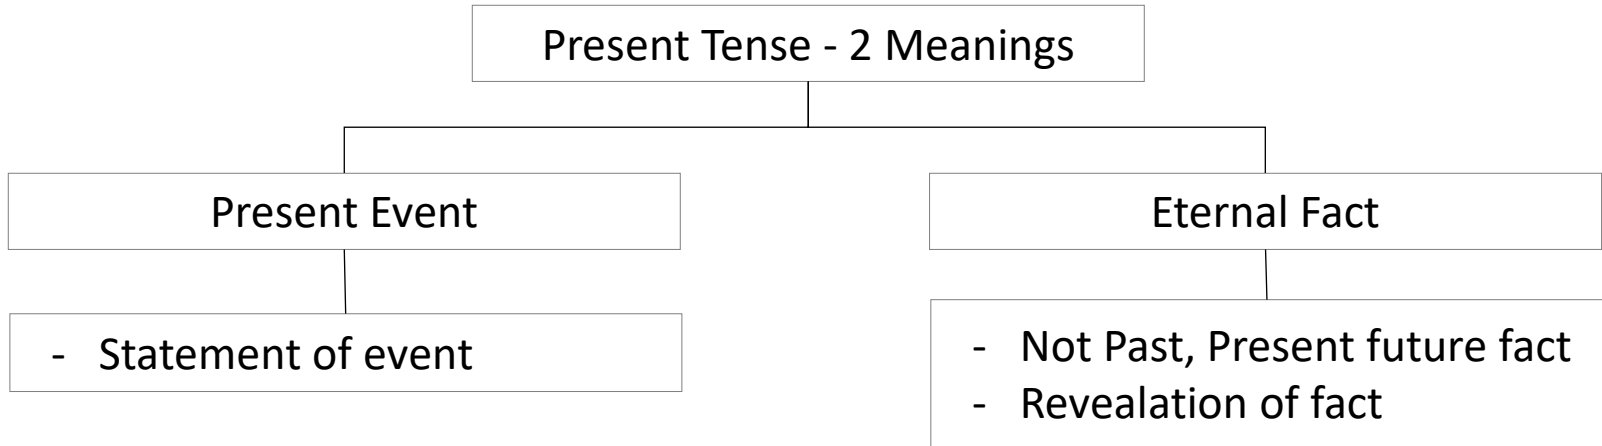 Present Tense - 2 Meanings
Present Event
Eternal Fact
- Statement of event
- Not Past, Present future fact
- Revealation of fact